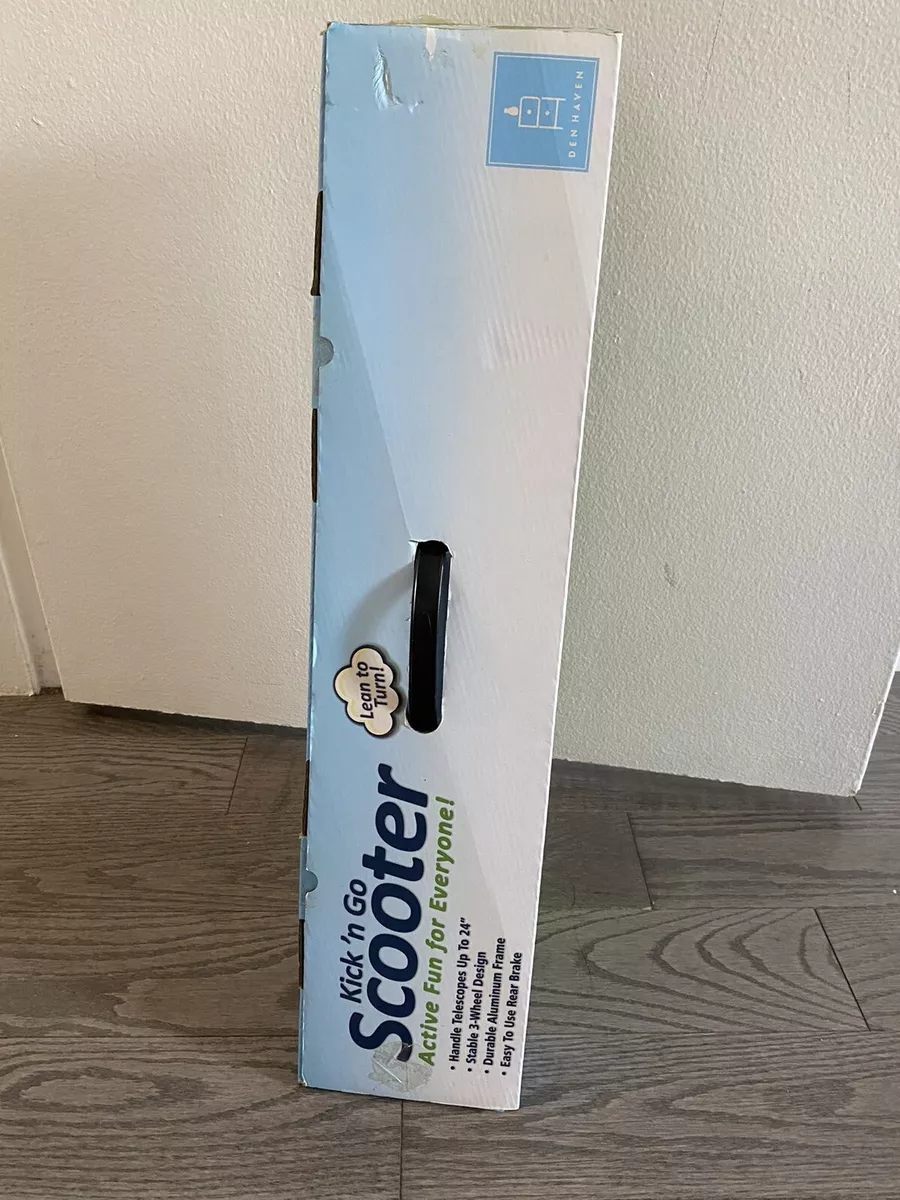 Kick 'n Go
Scooter
Active Fun for Everyone!
• Handle Telescopes Up To 24"
• Stable 3-Wheel Design
• Durable Aluminum Frame
• Easy To Use Rear Brake
Lean to
Turn!
DEN HAVEN